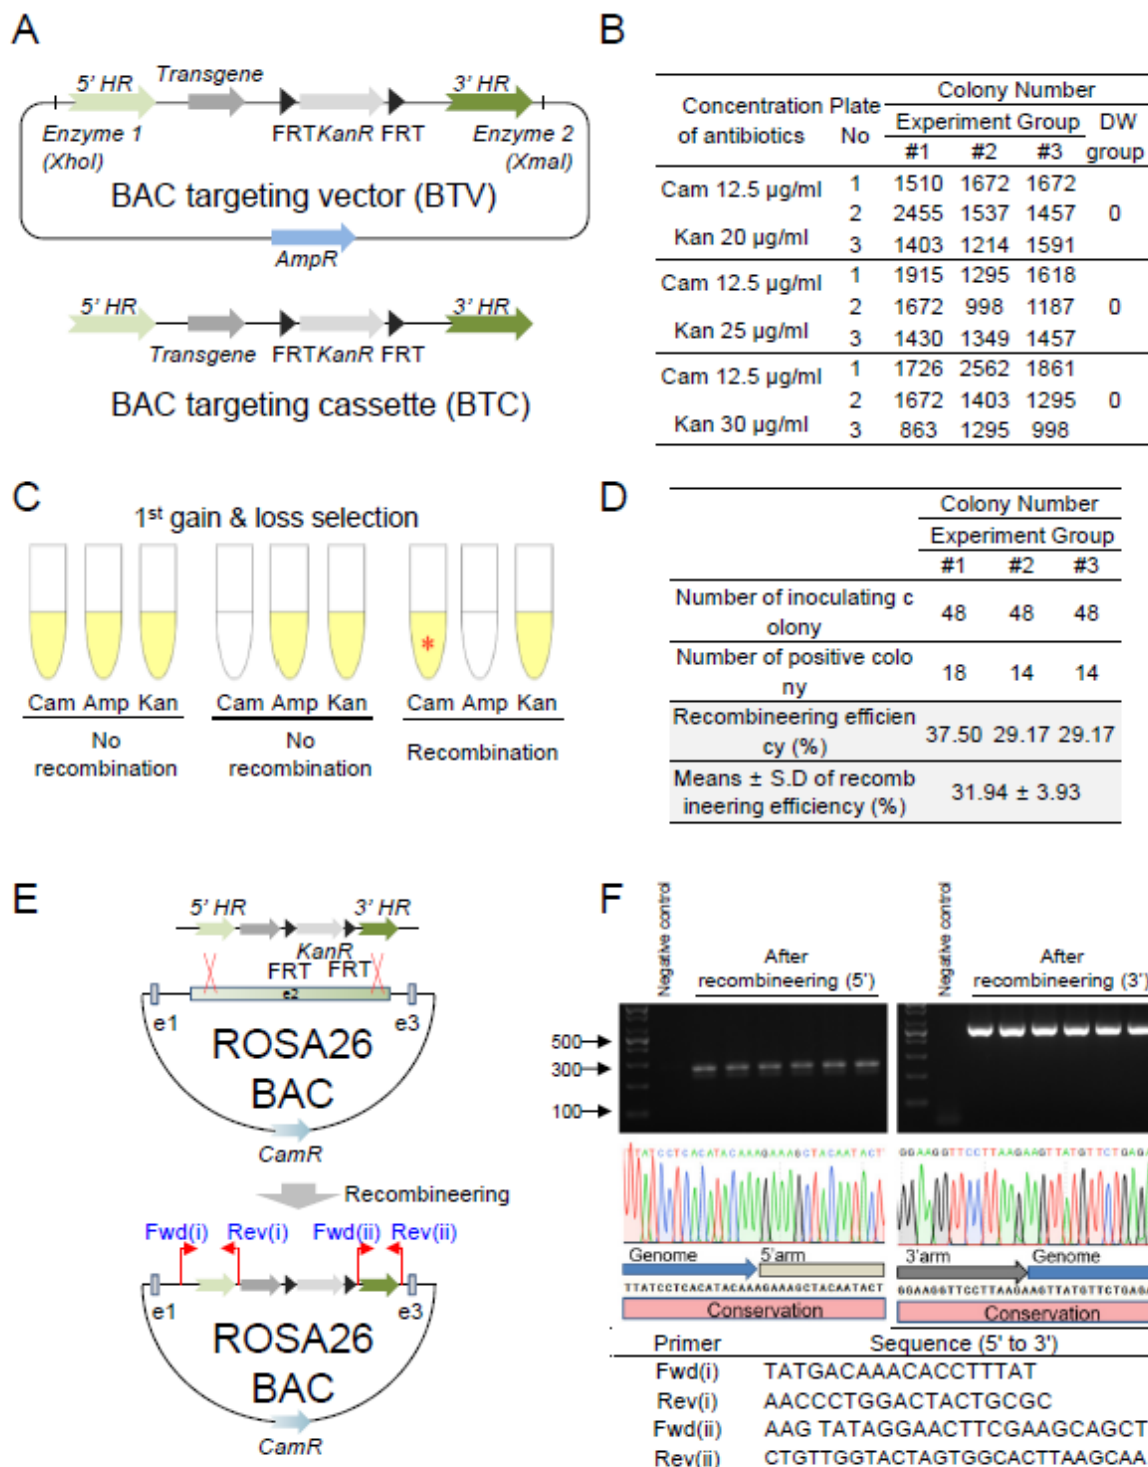 A
5' HR
Transgene
3' HR
FRT KanR FRT
Enzyme 1
(XhoI)
Enzyme 2
(XmaI)
BAC targeting vector (BTV)
AmpR
5' HR
3' HR
Transgene
FRT KanR FRT
BAC targeting cassette (BTC)
B
Concentration of antibiotics Plate No Colony Number
Experiment Group DW group
#1 #2 #3
Cam 12.5 µg/ml 1 1510 1672 1672
2 2455 1537 1457 0
Kan 20 µg/ml 3 1403 1214 1591
Cam 12.5 µg/ml 1 1915 1295 1618
2 1672 998 1187 0
Kan 25 µg/ml 3 1430 1349 1457
Cam 12.5 µg/ml 1 1726 2562 1861
2 1672 1403 1295 0
Kan 30 µg/ml 3 863 1295 998
C
1st gain & loss selection
*
Cam Amp Kan Cam Amp Kan Cam Amp Kan
No recombination
No recombination
Recombination
D
Colony Number
Experiment Group
#1 #2 #3
Number of inoculating c
olony 48 48 48
Number of positive colo
ny 18 14 14
Recombineering efficien
cy (%) 37.50 29.17 29.17
Means ± S.D of recomb
ineering efficiency (%) 31.94 ± 3.93
E
5' HR
3' HR
KanR
FRT FRT
e2
e1 e3
ROSA26
BAC
CamR
Recombineering
Fwd(i) Rev(i) Fwd(ii) Rev(ii)
e1 e3
ROSA26
BAC
CamR
F
Negative control
After
recombineering (5')
Negative control
After
recombineering (3')
500
300
100
TTATCCTCACATACAAAGAAAGCTACAATACT
GGAAGGTTCCTTAAGAAGTTATGTTCTGAGA
Genome 5'arm
3'arm Genome
TTATCCTCACATACAAAGAAAGCTACAATACT
GGAAGGTTCCTTAAGAAGTTATGTTCTGAGA
Conservation
Conservation
Primer Sequence (5' to 3')
Fwd(i) TATGACAAACACCTTTAT
Rev(i) AACCCTGGACTACTGCGC
Fwd(ii) AAG TATAGGAACTTCGAAGCAGCT
Rev(ii) CTGTTGGTACTAGTGGCACTTAAGCAA